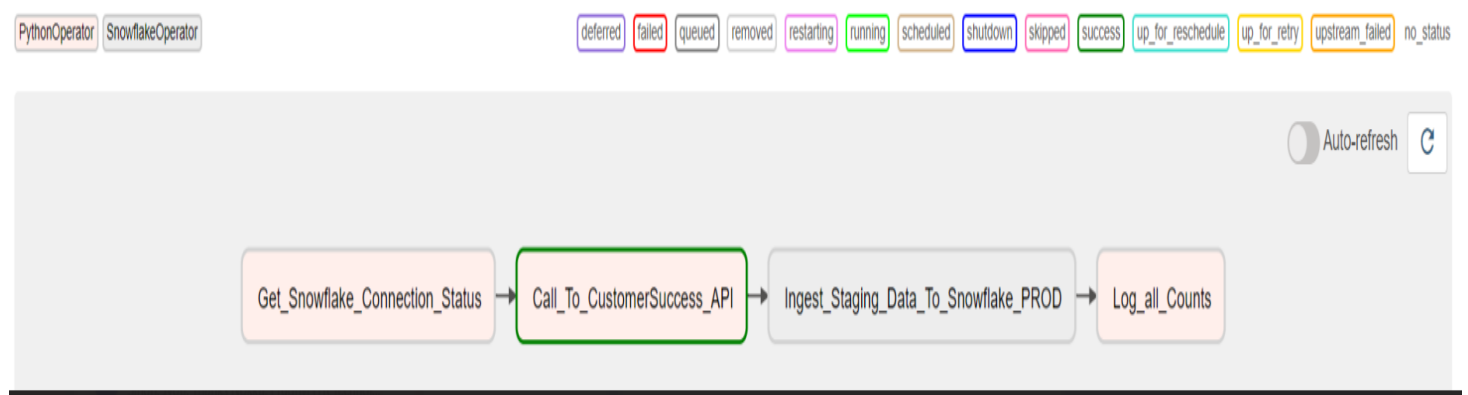 PythonOperator SnowflakeOperator deferred failed queued removed restarting running scheduled shutdown skipped success up_for_reschedule up_for_retry upstream_failed no_status
Auto-refresh
Get_Snowflake_Connection_Status Call_To_CustomerSuccess_API Ingest_Staging_Data_To_Snowflake_PROD Log_all_Counts